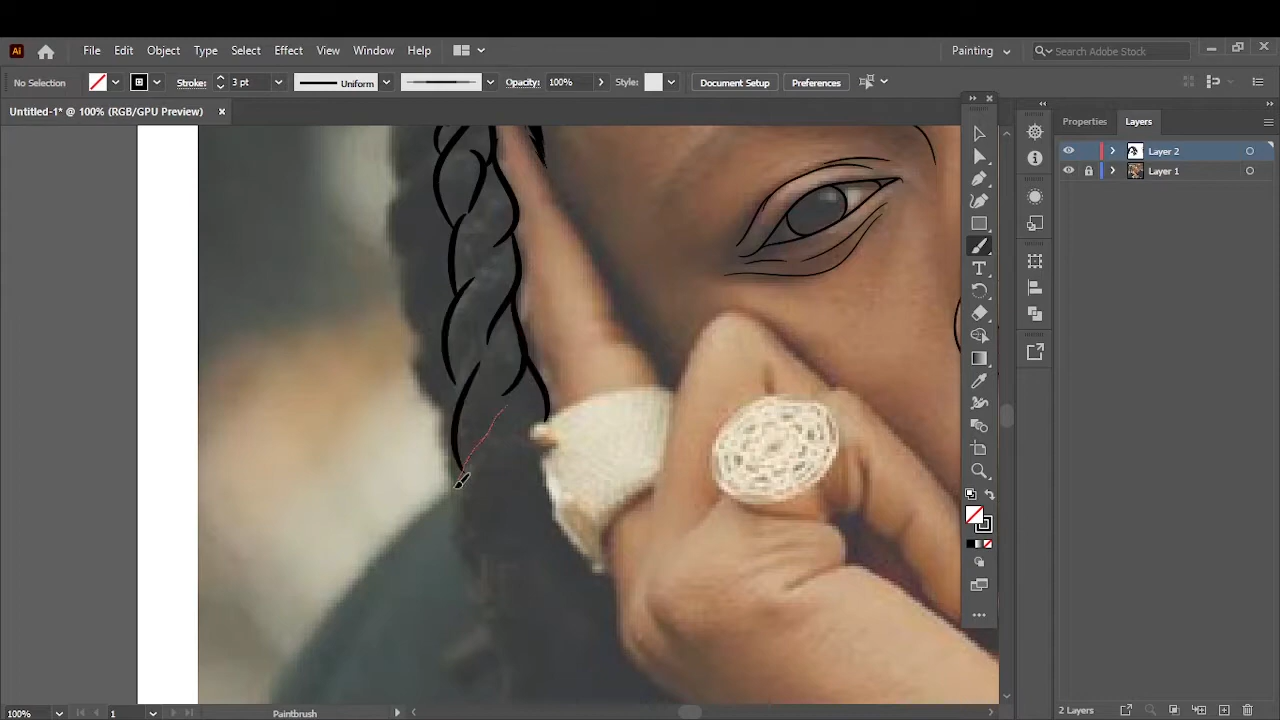 Ai File Edit Object Type Select Effect View Window Help Painting Search Adobe Stock
No Selection Stroke: 3 pt Uniform Opacity: 100% Style: Document Setup Preferences
Untitled-1* @ 100% (RGB/GPU Preview)
Properties Layers
Layer 2
Layer 1
100% 1 Paintbrush 2 Layers